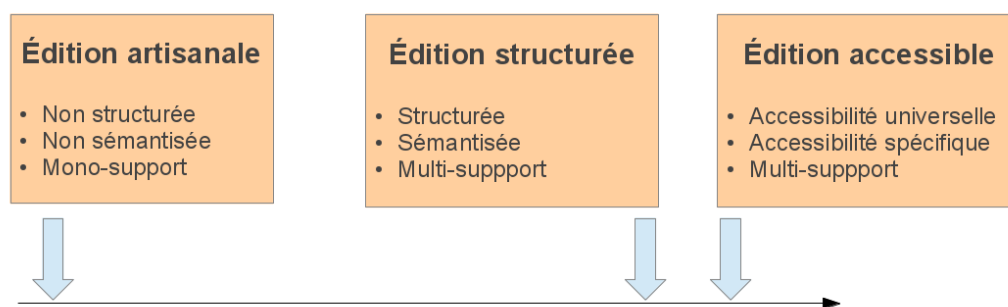 Édition artisanale
• Non structurée
• Non sémantisée
• Mono-support
Édition structurée
• Structurée
• Sémantisée
• Multi-suppport
Édition accessible
• Accessibilité universelle
• Accessibilité spécifique
• Multi-suppport